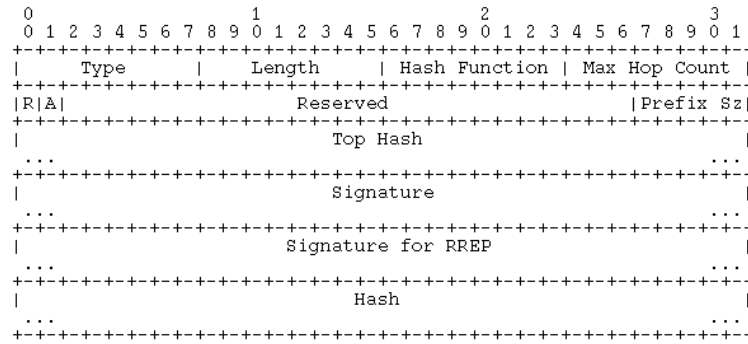 0                   1                   2                   3
0 1 2 3 4 5 6 7 8 9 0 1 2 3 4 5 6 7 8 9 0 1 2 3 4 5 6 7 8 9 0 1
+-+-+-+-+-+-+-+-+-+-+-+-+-+-+-+-+-+-+-+-+-+-+-+-+-+-+-+-+-+-+-+-
|     Type      |    Length     | Hash Function | Max Hop Count |
+-+-+-+-+-+-+-+-+-+-+-+-+-+-+-+-+-+-+-+-+-+-+-+-+-+-+-+-+-+-+-+-
|R|A|                    Reserved                     |Prefix Sz|
+-+-+-+-+-+-+-+-+-+-+-+-+-+-+-+-+-+-+-+-+-+-+-+-+-+-+-+-+-+-+-+-
|                           Top Hash                            |
...                                                          ...
+-+-+-+-+-+-+-+-+-+-+-+-+-+-+-+-+-+-+-+-+-+-+-+-+-+-+-+-+-+-+-+-
|                           Signature                           |
...                                                          ...
+-+-+-+-+-+-+-+-+-+-+-+-+-+-+-+-+-+-+-+-+-+-+-+-+-+-+-+-+-+-+-+-
|                       Signature for RREP                      |
...                                                          ...
+-+-+-+-+-+-+-+-+-+-+-+-+-+-+-+-+-+-+-+-+-+-+-+-+-+-+-+-+-+-+-+-
|                             Hash                              |
...                                                          ...
+-+-+-+-+-+-+-+-+-+-+-+-+-+-+-+-+-+-+-+-+-+-+-+-+-+-+-+-+-+-+-+-